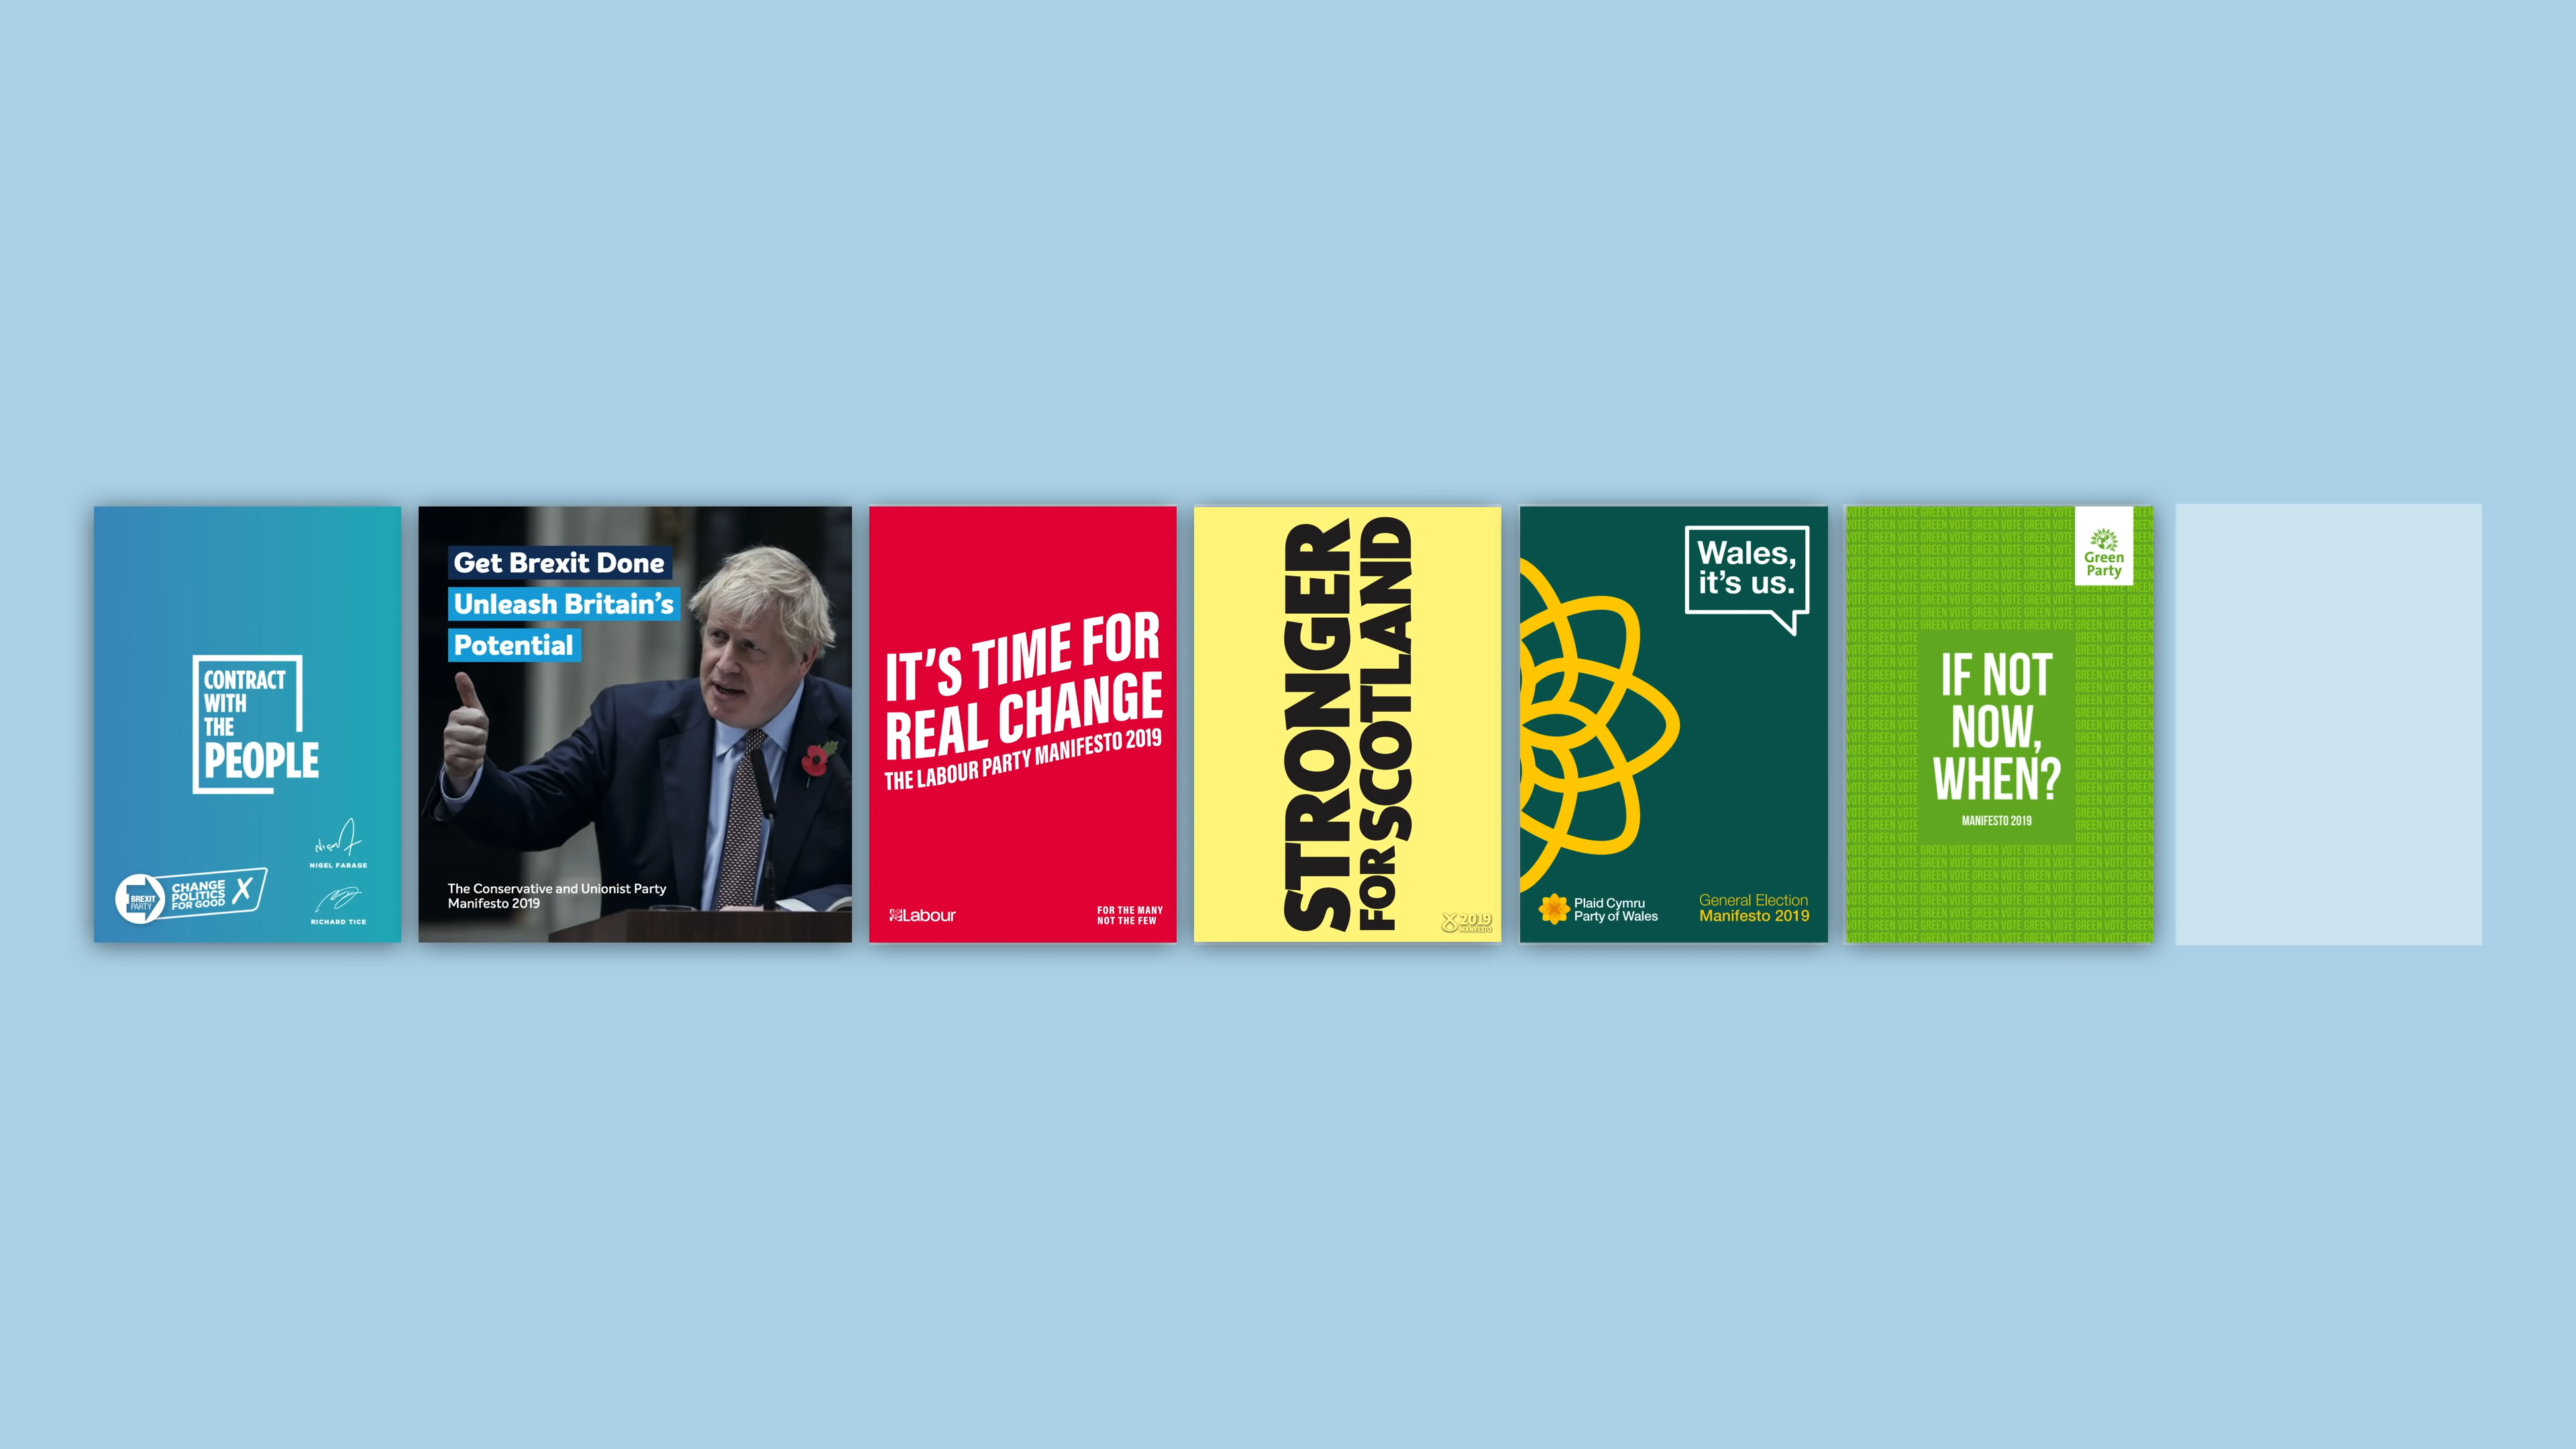 CONTRACT
WITH
THE
PEOPLE
NIGEL FARAGE
BREXIT
PARTY
CHANGE
POLITICS
FOR GOOD
RICHARD TICE
Get Brexit Done
Unleash Britain's
Potential
The Conservative and Unionist Party
Manifesto 2019
IT'S TIME FOR
REAL CHANGE
THE LABOUR PARTY MANIFESTO 2019
Labour
FOR THE MANY
NOT THE FEW
STRONGER
FOR SCOTLAND
2019
MANIFESTO
Wales,
it's us.
Plaid Cymru
Party of Wales
General Election
Manifesto 2019
Green
Party
IF NOT
NOW,
WHEN?
MANIFESTO 2019